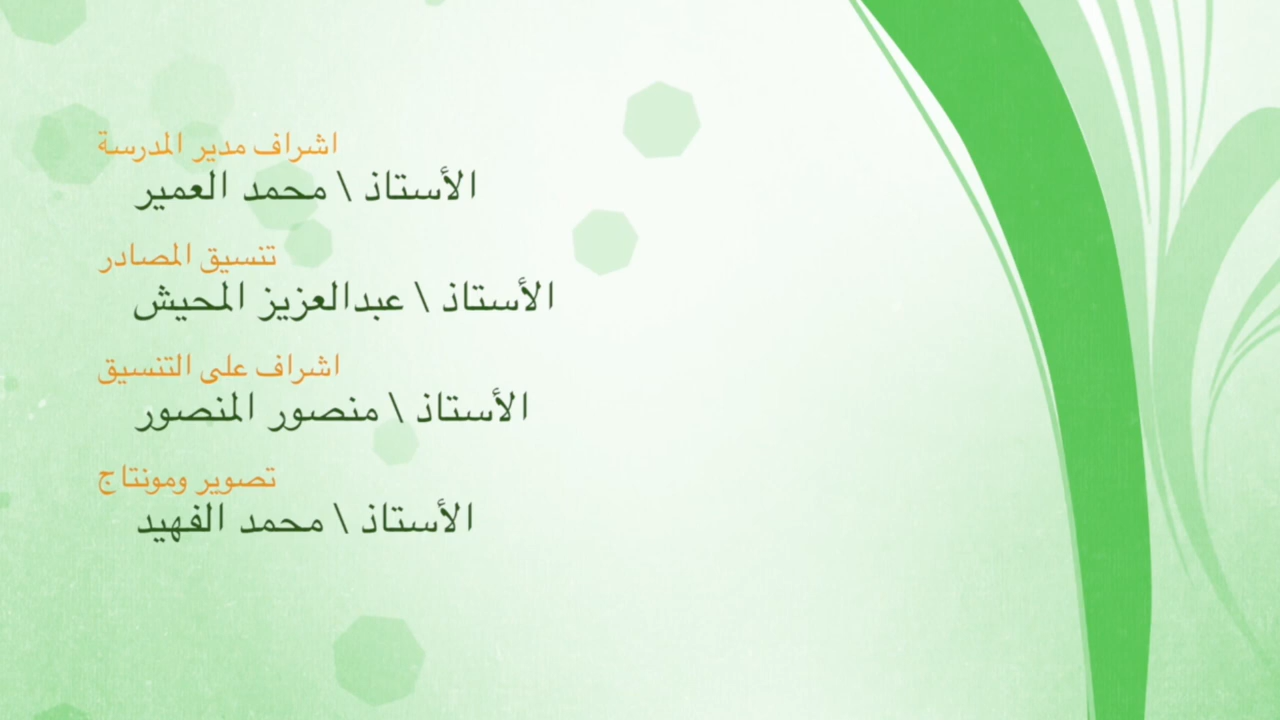 اشراف مدير المدرسة
الأستاذ \ محمد العمير
تنسيق المصادر
الأستاذ \ عبدالعزيز المحيش
اشراف على التنسيق
الأستاذ \ منصور المنصور
تصوير ومونتاج
الأستاذ \ محمد الفهيد